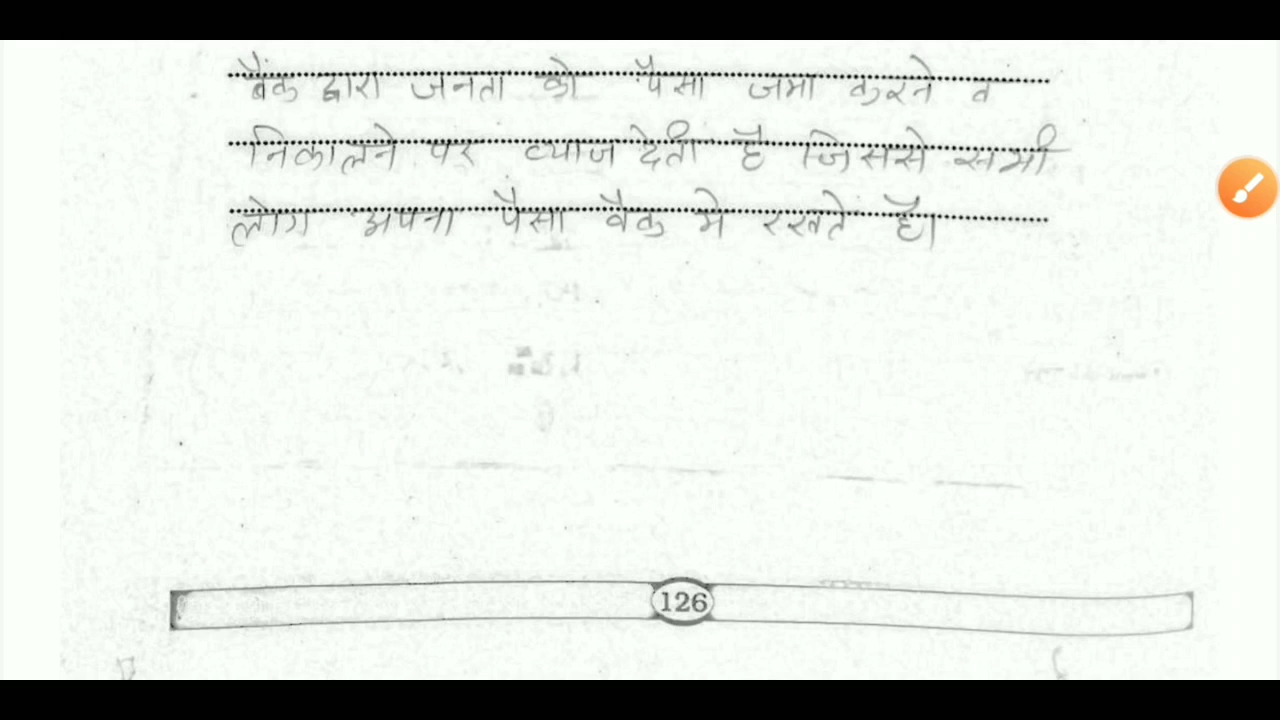 बैंक द्वारा जनता को पैसा जमा करने व
निकालने पर व्याज देती है जिससे सभी
लोग अपना पैसा बैक मे रखते है।
126